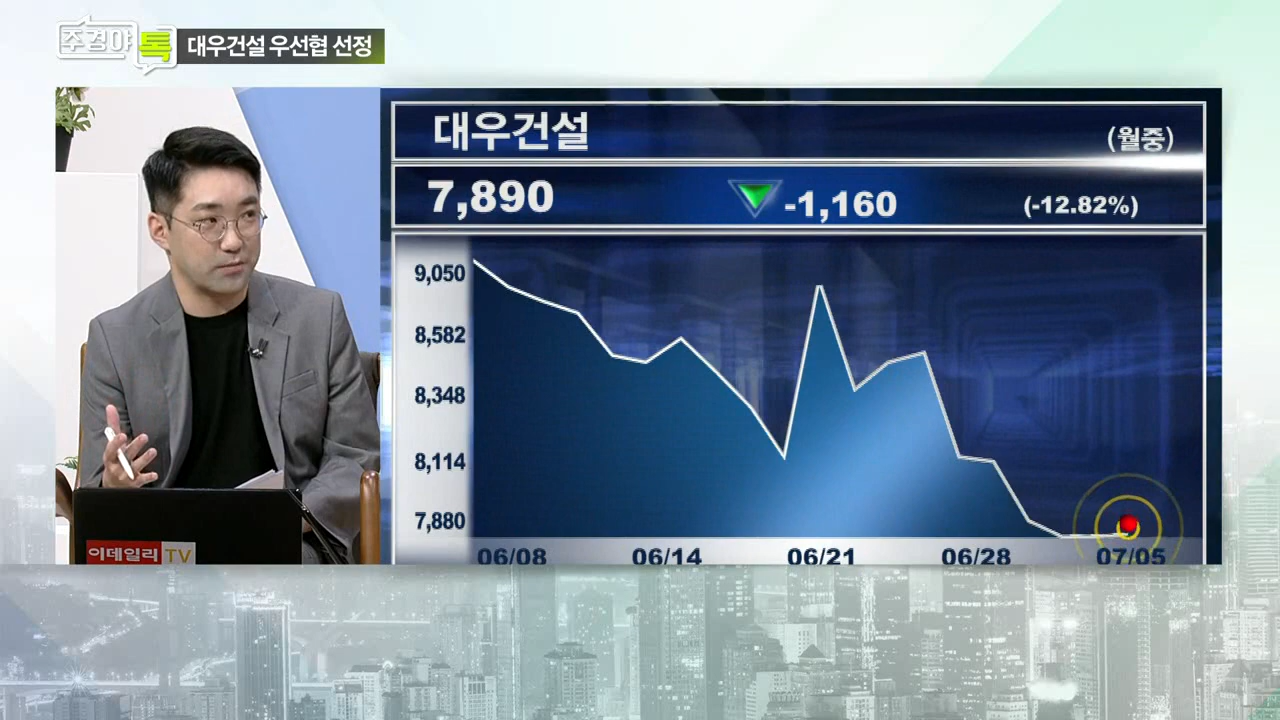 주경야톡
대우건설 우선협 선정
대우건설
(월중)
7,890
-1,160
(-12.82%)
9,050
8,582
8,348
8,114
7,880
06/08
06/14
06/21
06/28
07/05
이데일리TV